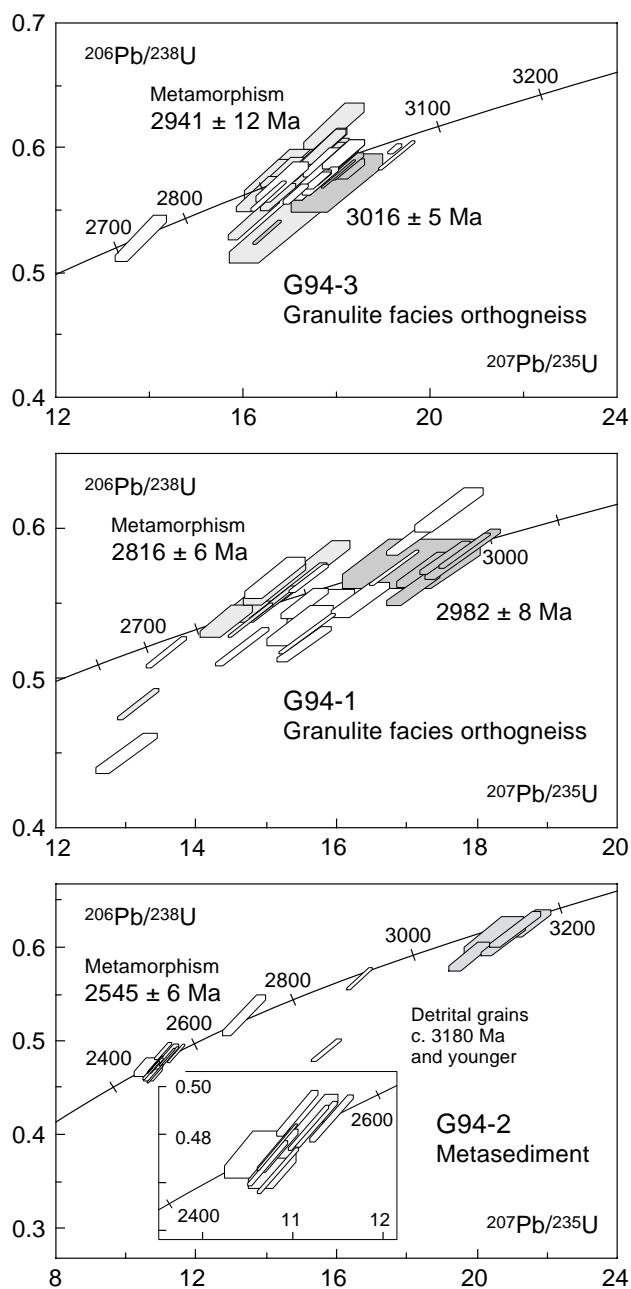 0.7
206Pb/238U
3200
Metamorphism
2941 ± 12 Ma
3100
0.6
2800
2700
3016 ± 5 Ma
0.5
G94-3
Granulite facies orthogneiss
207Pb/235U
0.4
12 16 20 24
206Pb/238U
0.6
Metamorphism
2816 ± 6 Ma
3000
2700
2982 ± 8 Ma
0.5
G94-1
Granulite facies orthogneiss
207Pb/235U
0.4
12 14 16 18 20
206Pb/238U
0.6
3200
3000
Metamorphism
2545 ± 6 Ma
2800
2600
Detrital grains
c. 3180 Ma
and younger
0.5
2400
0.50
2600
G94-2
Metasediment
0.48
0.4
2400 11 12
0.3
207Pb/235U
8 12 16 20 24